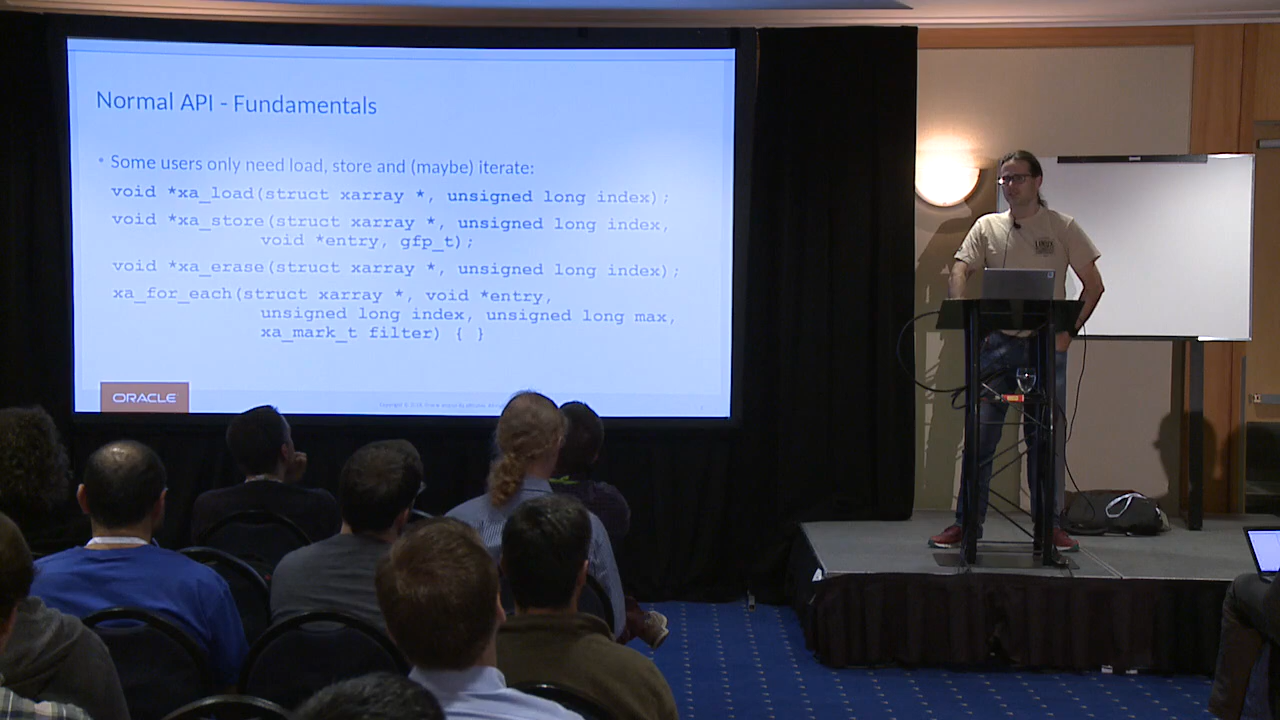 Normal API - Fundamentals
• Some users only need load, store and (maybe) iterate:
void *xa_load(struct xarray *, unsigned long index);
void *xa_store(struct xarray *, unsigned long index,
void *entry, gfp_t);
void *xa_erase(struct xarray *, unsigned long index);
xa_for_each(struct xarray *, void *entry,
unsigned long index, unsigned long max,
xa_mark_t filter) { }
ORACLE